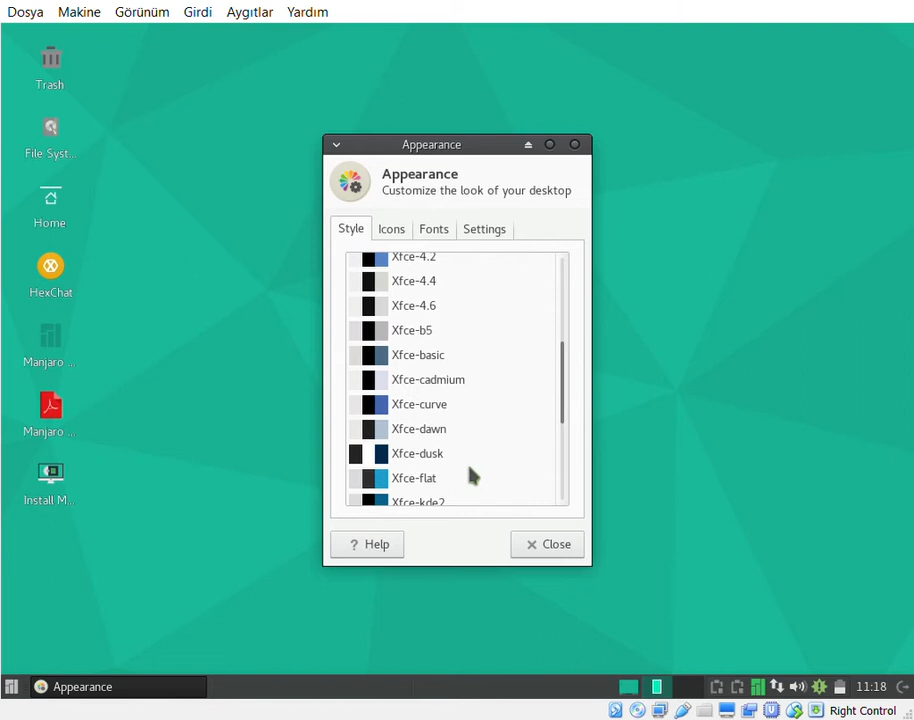 Dosya Makine Görünüm Girdi Aygıtlar Yardım
Trash
File Syst...
Home
HexChat
Manjaro ...
Manjaro ...
Install M...
Appearance
Appearance
Customize the look of your desktop
Style Icons Fonts Settings
Xfce-4.2
Xfce-4.4
Xfce-4.6
Xfce-b5
Xfce-basic
Xfce-cadmium
Xfce-curve
Xfce-dawn
Xfce-dusk
Xfce-flat
Xfce-kde2
? Help
Close
Appearance
11:18
Right Control